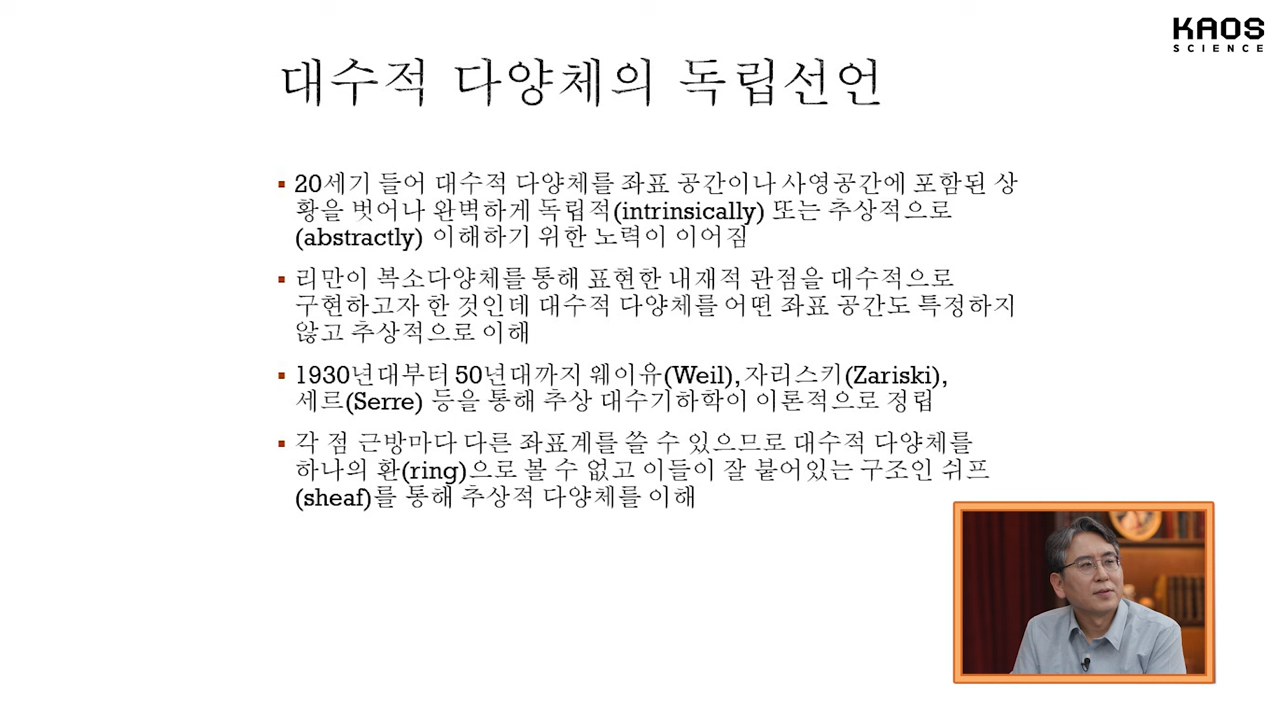 KAOS
SCIENCE
대수적 다양체의 독립선언
▪ 20세기 들어 대수적 다양체를 좌표 공간이나 사영공간에 포함된 상
황을 벗어나 완벽하게 독립적(intrinsically) 또는 추상적으로
(abstractly) 이해하기 위한 노력이 이어짐
▪ 리만이 복소다양체를 통해 표현한 내재적 관점을 대수적으로
구현하고자 한 것인데 대수적 다양체를 어떤 좌표 공간도 특정하지
않고 추상적으로 이해
▪ 1930년대부터 50년대까지 웨이유(Weil), 자리스키(Zariski),
세르(Serre) 등을 통해 추상 대수기하학이 이론적으로 정립
▪ 각 점 근방마다 다른 좌표계를 쓸 수 있으므로 대수적 다양체를
하나의 환(ring)으로 볼 수 없고 이들이 잘 붙어있는 구조인 쉬프
(sheaf)를 통해 추상적 다양체를 이해